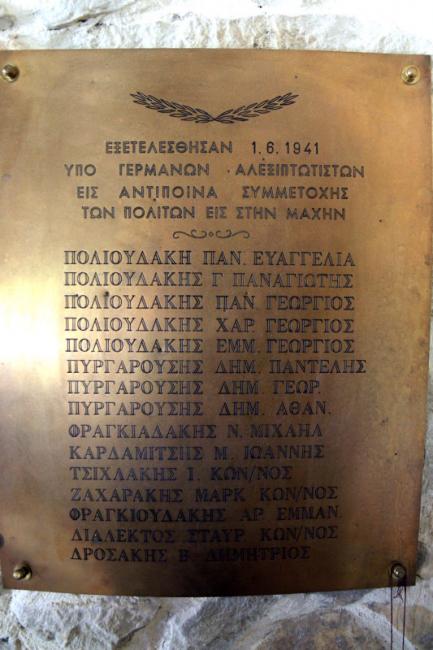 ΕΞΕΤΕΛΕΣΘΗΣΑΝ 1.6.1941
ΥΠΟ ΓΕΡΜΑΝΩΝ ΑΛΕΞΙΠΤΩΤΙΣΤΩΝ
ΕΙΣ ΑΝΤΙΠΟΙΝΑ ΣΥΜΜΕΤΟΧΗΣ
ΤΩΝ ΠΟΛΙΤΩΝ ΕΙΣ ΣΤΗΝ ΜΑΧΗΝ
ΠΟΛΙΟΥΔΑΚΗ ΠΑΝ. ΕΥΑΓΓΕΛΙΑ
ΠΟΛΙΟΥΔΑΚΗΣ Γ ΠΑΝΑΓΙΩΤΗΣ
ΠΟΛΙΟΥΔΑΚΗΣ ΠΑΝ ΓΕΩΡΓΙΟΣ
ΠΟΛΙΟΥΔΑΚΗΣ ΧΑΡ. ΓΕΩΡΓΙΟΣ
ΠΟΛΙΟΥΔΑΚΗΣ ΕΜΜ. ΓΕΩΡΓΙΟΣ
ΠΥΡΓΑΡΟΥΣΗΣ ΔΗΜ. ΠΑΝΤΕΛΗΣ
ΠΥΡΓΑΡΟΥΣΗΣ ΔΗΜ ΓΕΩΡ.
ΠΥΡΓΑΡΟΥΣΗΣ ΔΗΜ. ΑΘΑΝ.
ΦΡΑΓΚΙΑΔΑΚΗΣ Ν. ΜΙΧΑΗΛ
ΚΑΡΔΑΜΙΤΣΗΣ Μ. ΙΩΑΝΝΗΣ
ΤΣΙΧΛΑΚΗΣ Ι. ΚΩΝ/ΝΟΣ
ΖΑΧΑΡΑΚΗΣ ΜΑΡΚ ΚΩΝ/ΝΟΣ
ΦΡΑΓΚΙΟΥΔΑΚΗΣ ΑΡ. ΕΜΜΑΝ.
ΔΙΑΛΕΚΤΟΣ ΣΤΑΥΡ. ΚΩΝ/ΝΟΣ
ΔΡΟΣΑΚΗΣ Β. ΔΗΜΗΤΡΙΟΣ